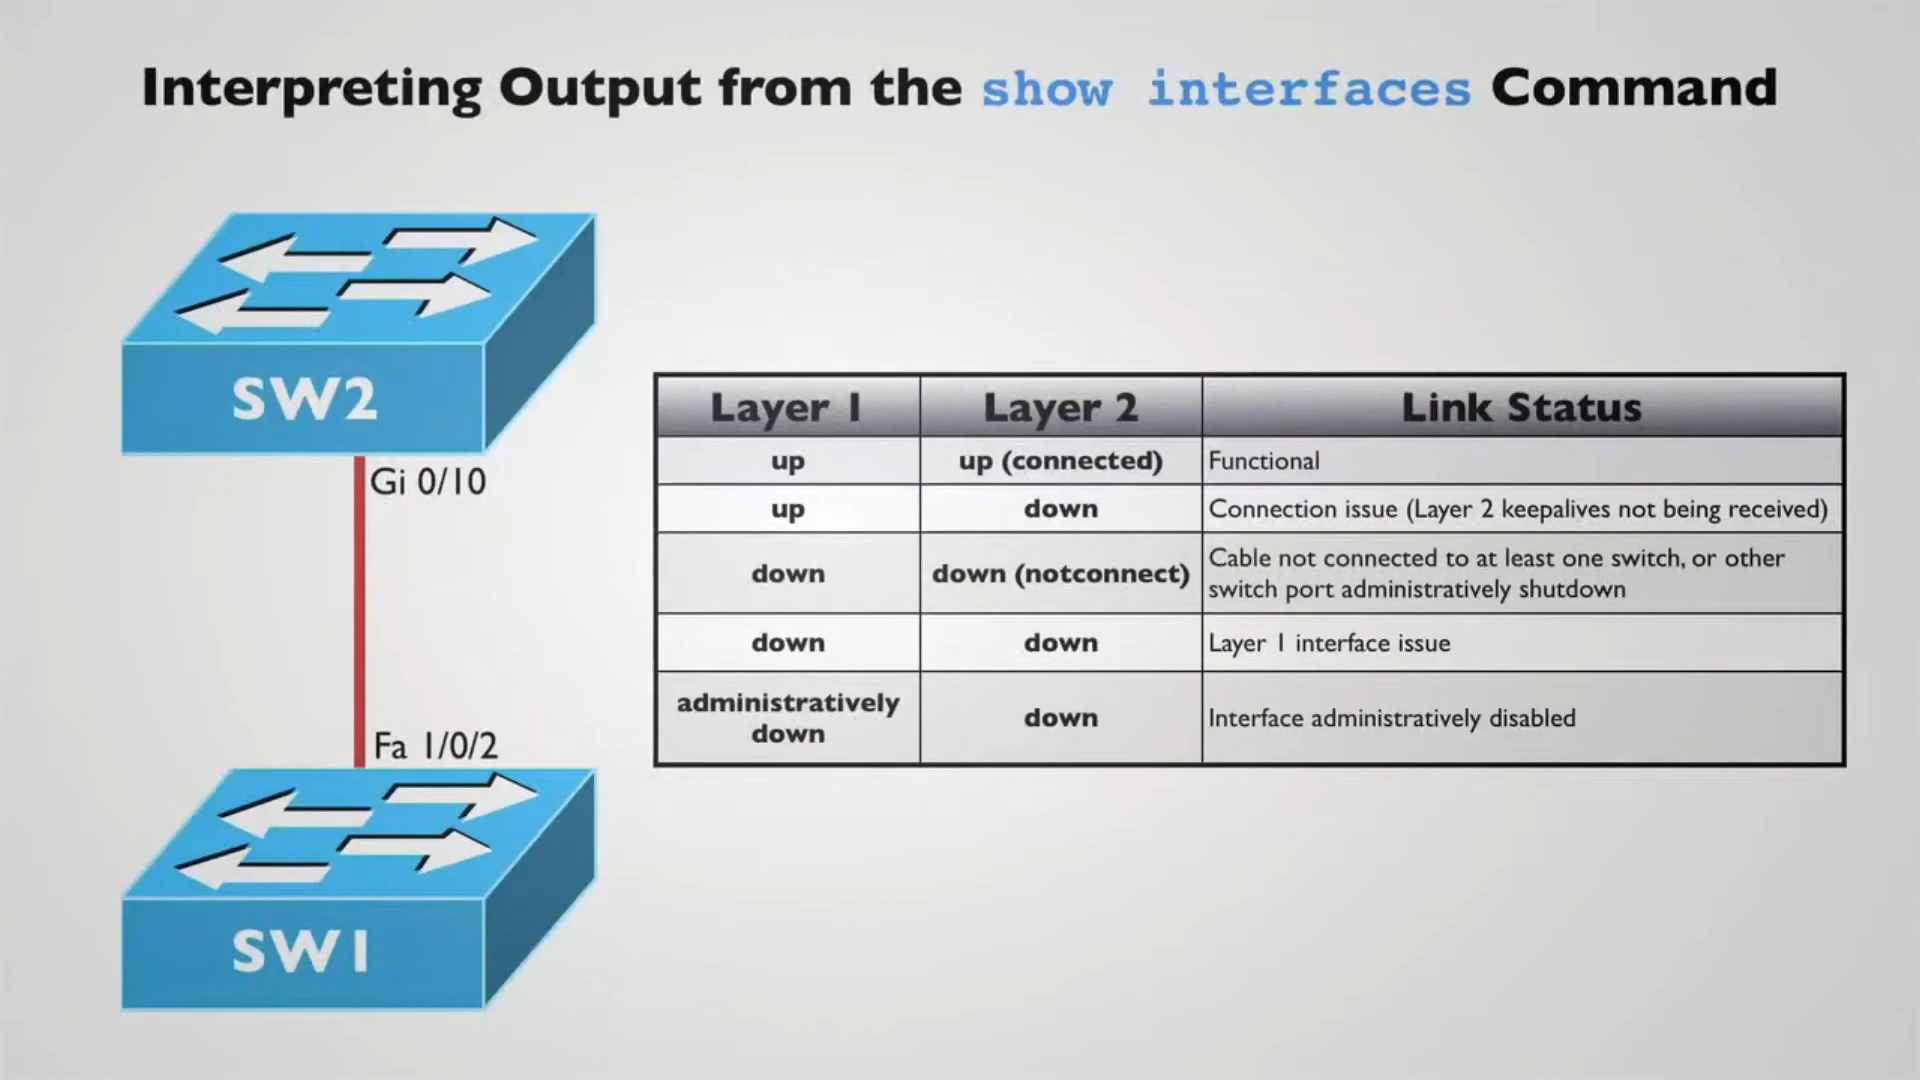 Interpreting Output from the show interfaces Command
SW2
Gi 0/10
Fa 1/0/2
SW1
Layer 1 Layer 2 Link Status
up up (connected) Functional
up down Connection issue (Layer 2 keepalives not being received)
down down (notconnect) Cable not connected to at least one switch, or other
switch port administratively shutdown
down down Layer 1 interface issue
administratively
down down Interface administratively disabled